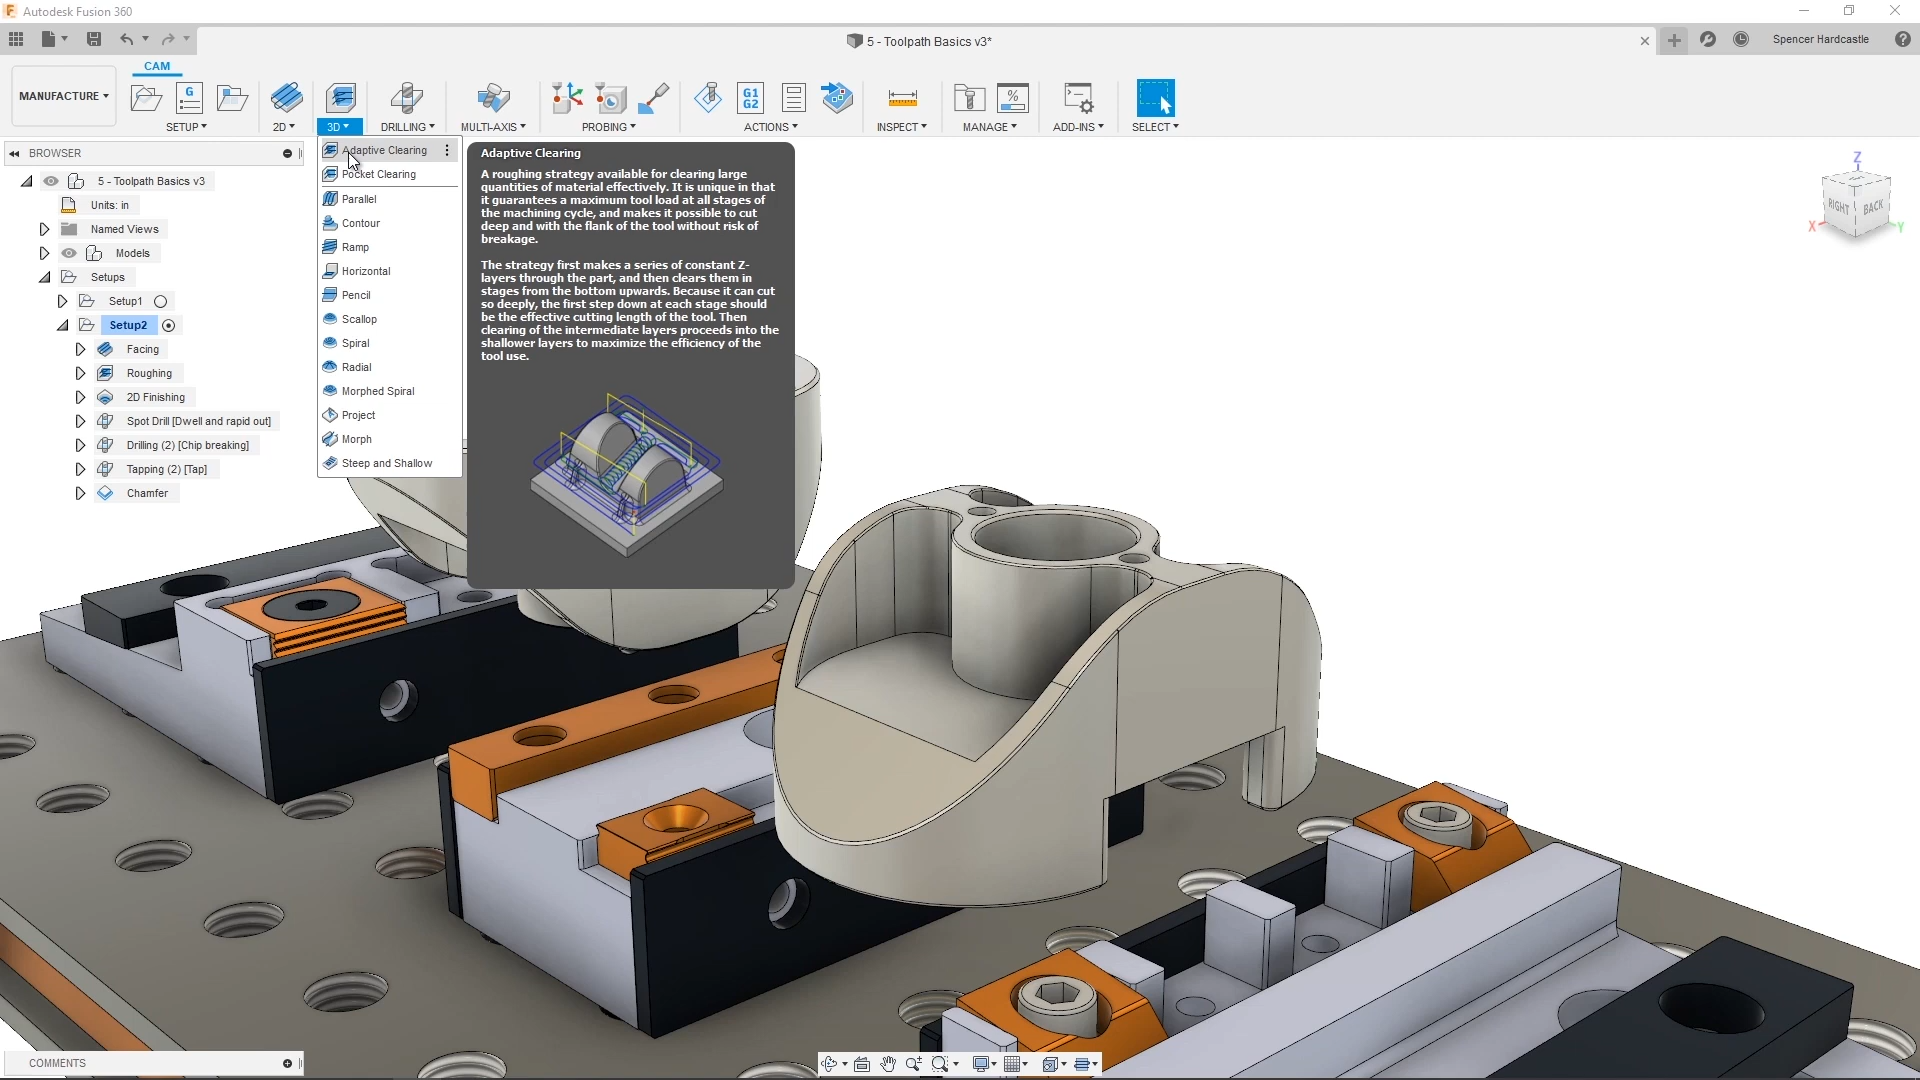 Autodesk Fusion 360
5 - Toolpath Basics v3*
Spencer Hardcastle
CAM
MANUFACTURE
G
G1
G2
%
SETUP
2D
3D
DRILLING
MULTI-AXIS
PROBING
ACTIONS
INSPECT
MANAGE
ADD-INS
SELECT
BROWSER
5 - Toolpath Basics v3
Units: in
Named Views
Models
Setups
Setup1
Setup2
Facing
Roughing
2D Finishing
Spot Drill [Dwell and rapid out]
Drilling (2) [Chip breaking]
Tapping (2) [Tap]
Chamfer
Adaptive Clearing
Pocket Clearing
Parallel
Contour
Ramp
Horizontal
Pencil
Scallop
Spiral
Radial
Morphed Spiral
Project
Morph
Steep and Shallow
Adaptive Clearing
A roughing strategy available for clearing large
quantities of material effectively. It is unique in that
it guarantees a maximum tool load at all stages of
the machining cycle, and makes it possible to cut
deep and with the flank of the tool without risk of
breakage.
The strategy first makes a series of constant Z-
layers through the part, and then clears them in
stages from the bottom upwards. Because it can cut
so deeply, the first step down at each stage should
be the effective cutting length of the tool. Then
clearing of the intermediate layers proceeds into the
shallower layers to maximize the efficiency of the
tool use.
Z
RIGHT
BACK
X
Y
COMMENTS